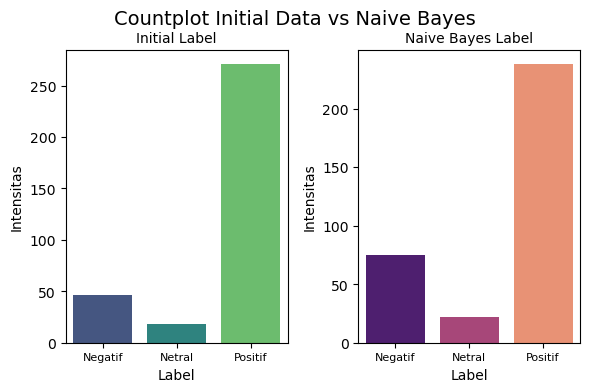 Countplot Initial Data vs Naive Bayes
Initial Label
Intensitas
250
200
150
100
50
0
Negatif Netral Positif
Label
Naive Bayes Label
Intensitas
200
150
100
50
0
Negatif Netral Positif
Label